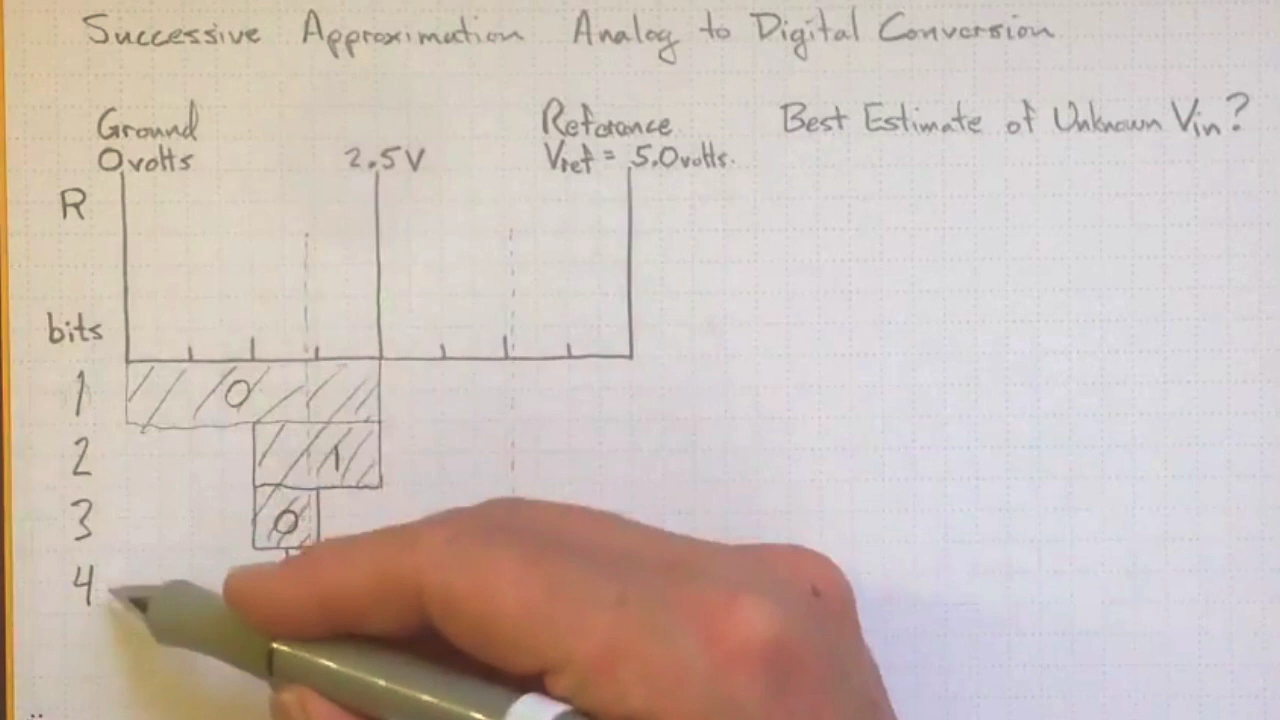 Successive Approximation Analog to Digital Conversion
Ground
0 volts
2.5V
Reference
Vref = 5.0 volts.
Best Estimate of Unknown Vin?
R
bits
1
0
2
1
3
0
4